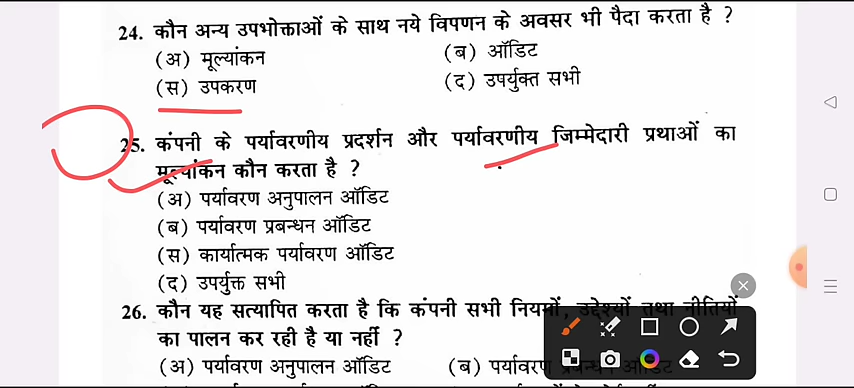 24. कौन अन्य उपभोक्ताओं के साथ नये विपणन के अवसर भी पैदा करता है ?
(अ) मूल्यांकन (ब) ऑडिट
(स) उपकरण (द) उपर्युक्त सभी
25. कंपनी के पर्यावरणीय प्रदर्शन और पर्यावरणीय जिम्मेदारी प्रथाओं का
मूल्यांकन कौन करता है ?
(अ) पर्यावरण अनुपालन ऑडिट
(ब) पर्यावरण प्रबन्धन ऑडिट
(स) कार्यात्मक पर्यावरण ऑडिट
(द) उपर्युक्त सभी
26. कौन यह सत्यापित करता है कि कंपनी सभी नियमों, उद्देश्यों तथा नीतियों
का पालन कर रही है या नहीं ?
(अ) पर्यावरण अनुपालन ऑडिट (ब) पर्यावरण प्रबन्धन ऑडिट